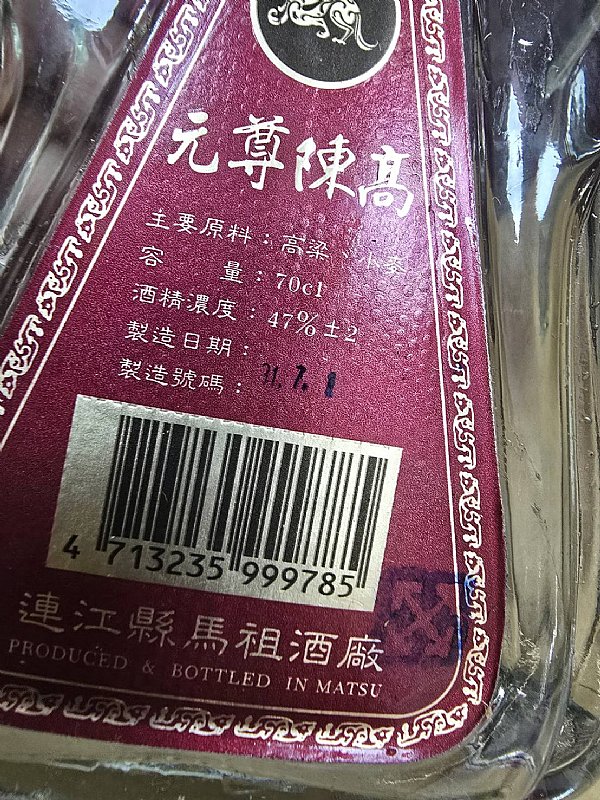 元尊陳高
主要原料：高粱、小麥
容　量：70cl
酒精濃度：47%±2
製造日期：
製造號碼：
7. 1
4 713235 999785
連江縣馬祖酒廠
PRODUCED & BOTTLED IN MATSU